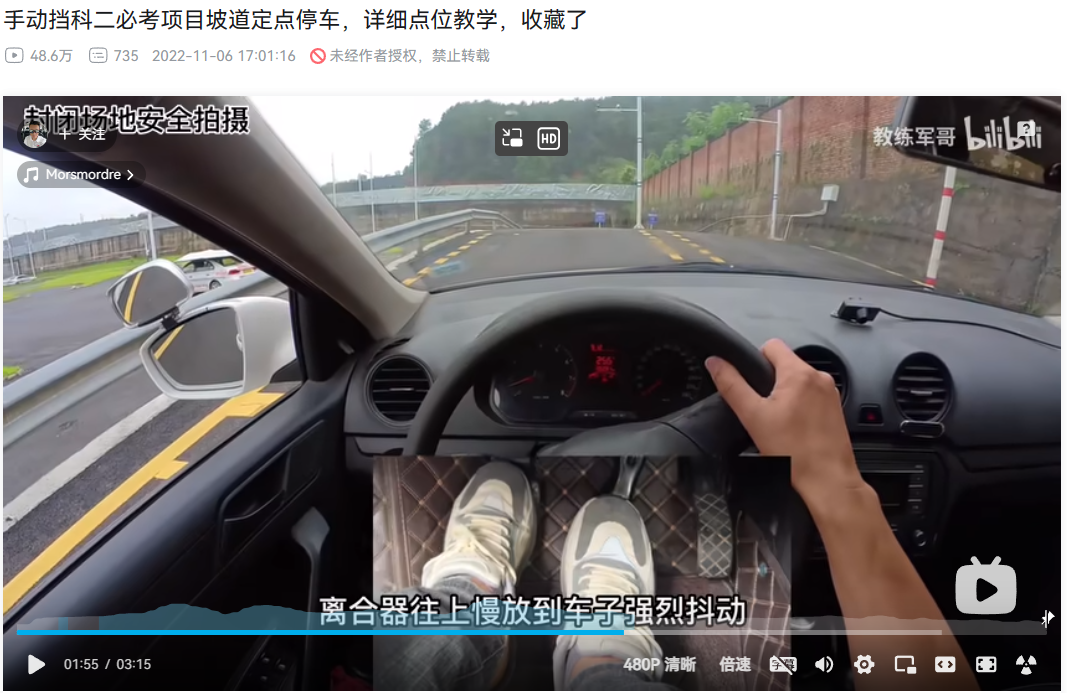 手动挡科二必考项目坡道定点停车，详细点位教学，收藏了
48.6万 735 2022-11-06 17:01:16 未经作者授权，禁止转载
封闭场地安全拍摄
+ 关注
HD
教练军哥 bilibili
Morsmordre
离合器往上慢放到车子强烈抖动
01:55 / 03:15 480P 清晰 倍速